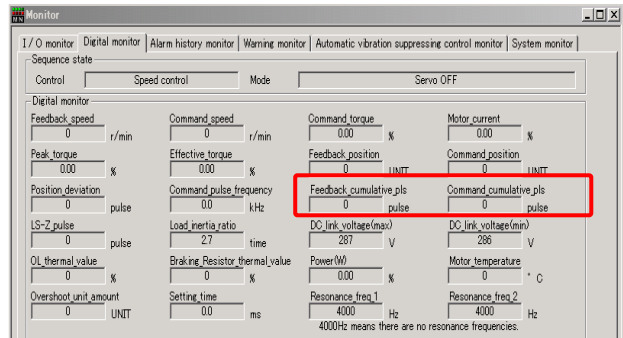 Monitor
I/O monitor Digital monitor Alarm history monitor Warning monitor Automatic vibration suppressing control monitor System monitor
Sequence state
Control Speed control Mode Servo OFF
Digital monitor
Feedback_speed Command_speed Command_torque Motor_current
0 r/min 0 r/min 0.00 % 0.00 %
Peak_torque Effective_torque Feedback_position Command_position
0.00 % 0.00 % 0 UNIT 0 UNIT
Position_deviation Command_pulse_frequency Feedback_cumulative_pls Command_cumulative_pls
0 pulse 0.0 kHz 0 pulse 0 pulse
LS-Z_pulse Load_inertia_ratio DC_link_voltage(max) DC_link_voltage(min)
0 pulse 2.7 time 287 V 286 V
OL_thermal_value Braking_Resistor_thermal_value Power(W) Motor_temperature
0 % 0 % 0.00 % 0 ° C
Overshoot_unit_amount Setting_time Resonance_freq_1 Resonance_freq_2
0 UNIT 0.0 ms 4000 Hz 4000 Hz
4000Hz means there are no resonance frequencies.